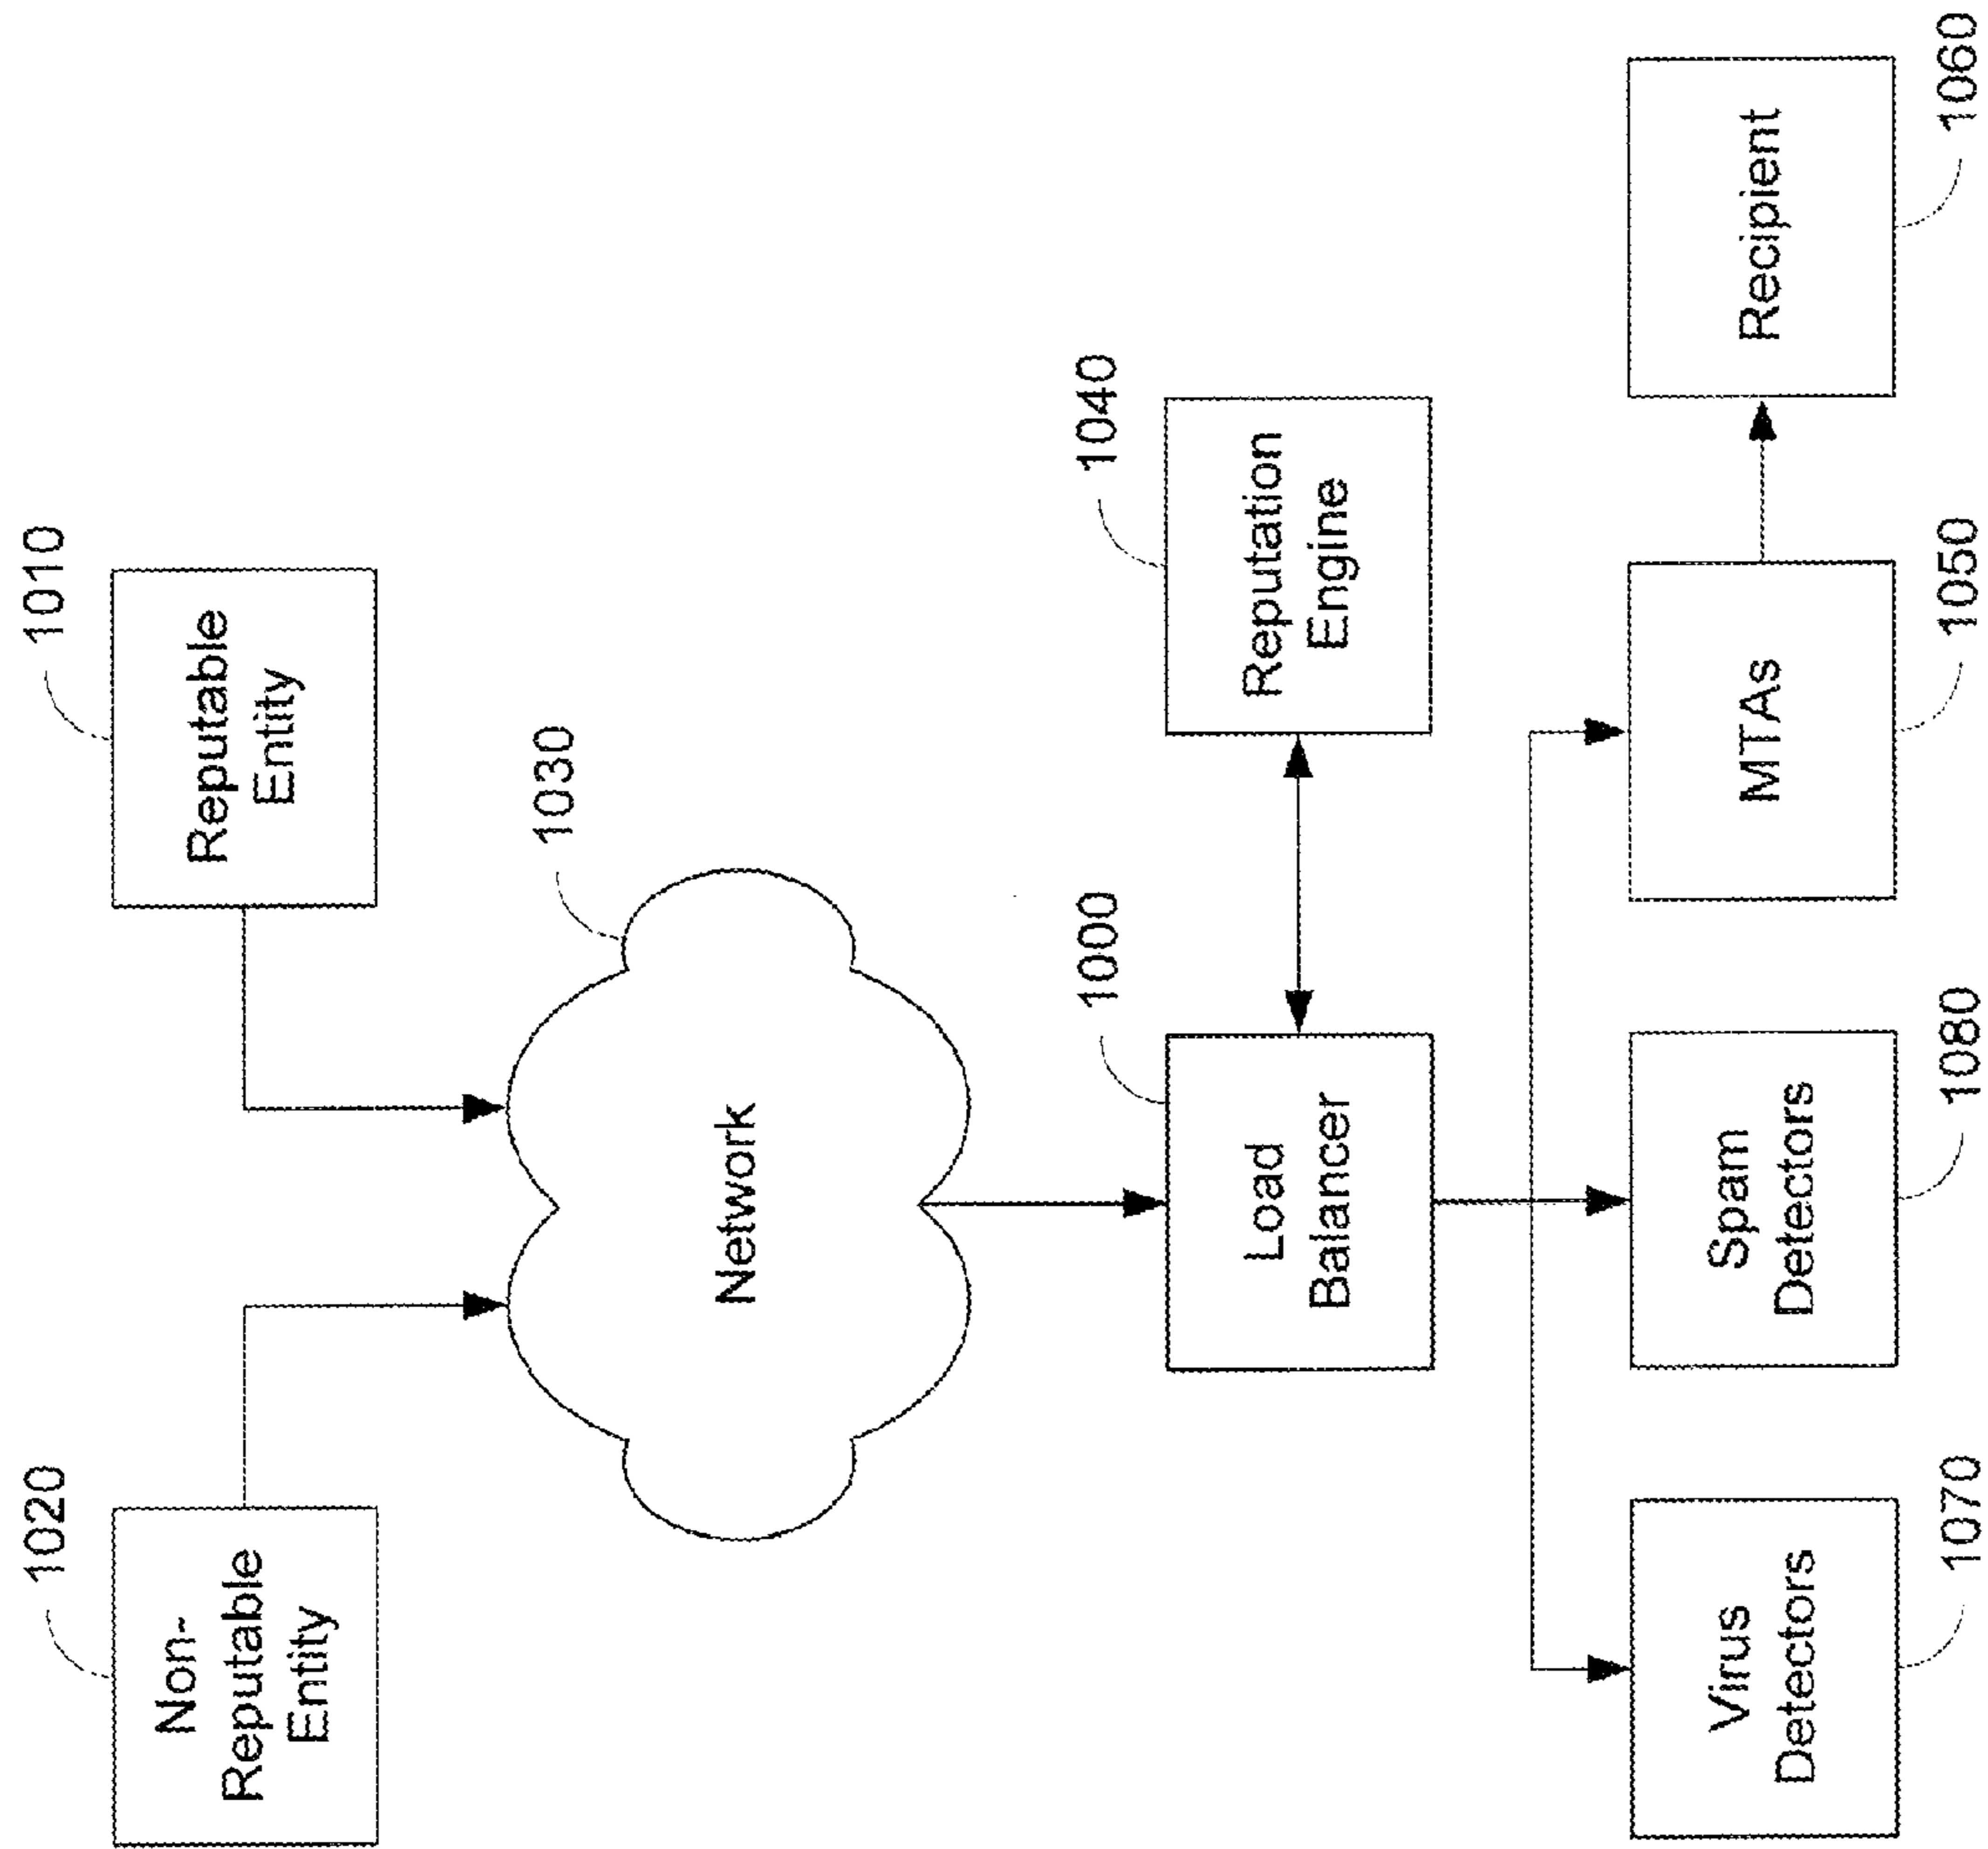 1020
Non-
Reputable
Entity
1010
Reputable
Entity
1030
Network
1000
Load
Balancer
1040
Reputation
Engine
Virus
Detectors
1070
Spam
Detectors
1080
MTAs
1050
Recipient
1060